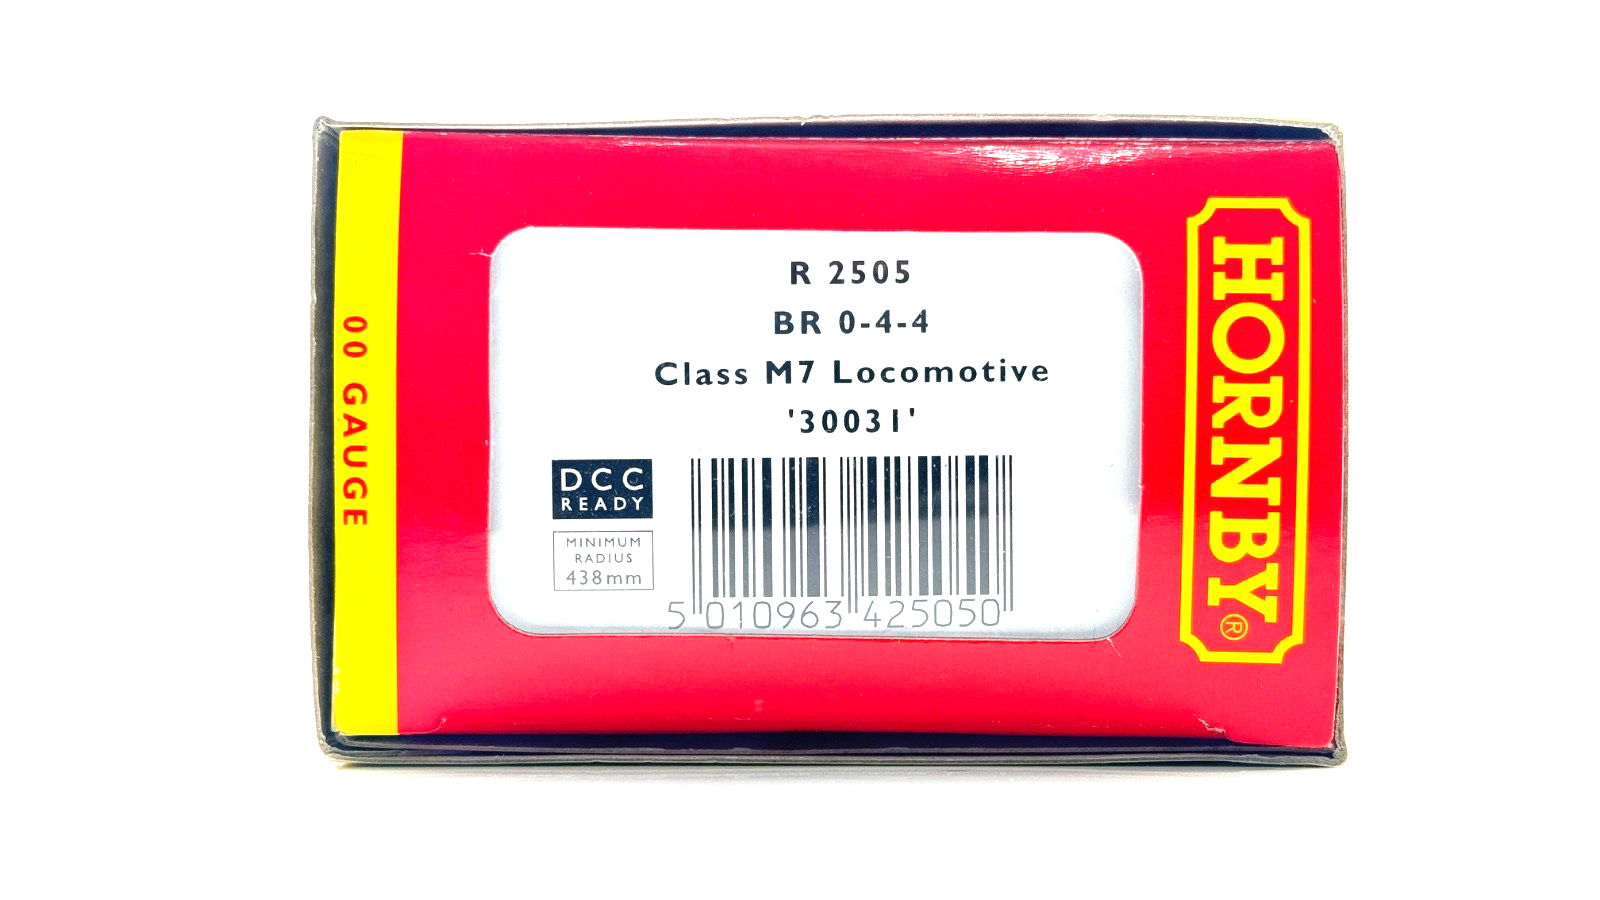 00 GAUGE
R 2505
BR 0-4-4
Class M7 Locomotive
'30031'
DCC
READY
MINIMUM
RADIUS
438mm
5 010963 425050
HORNBY®